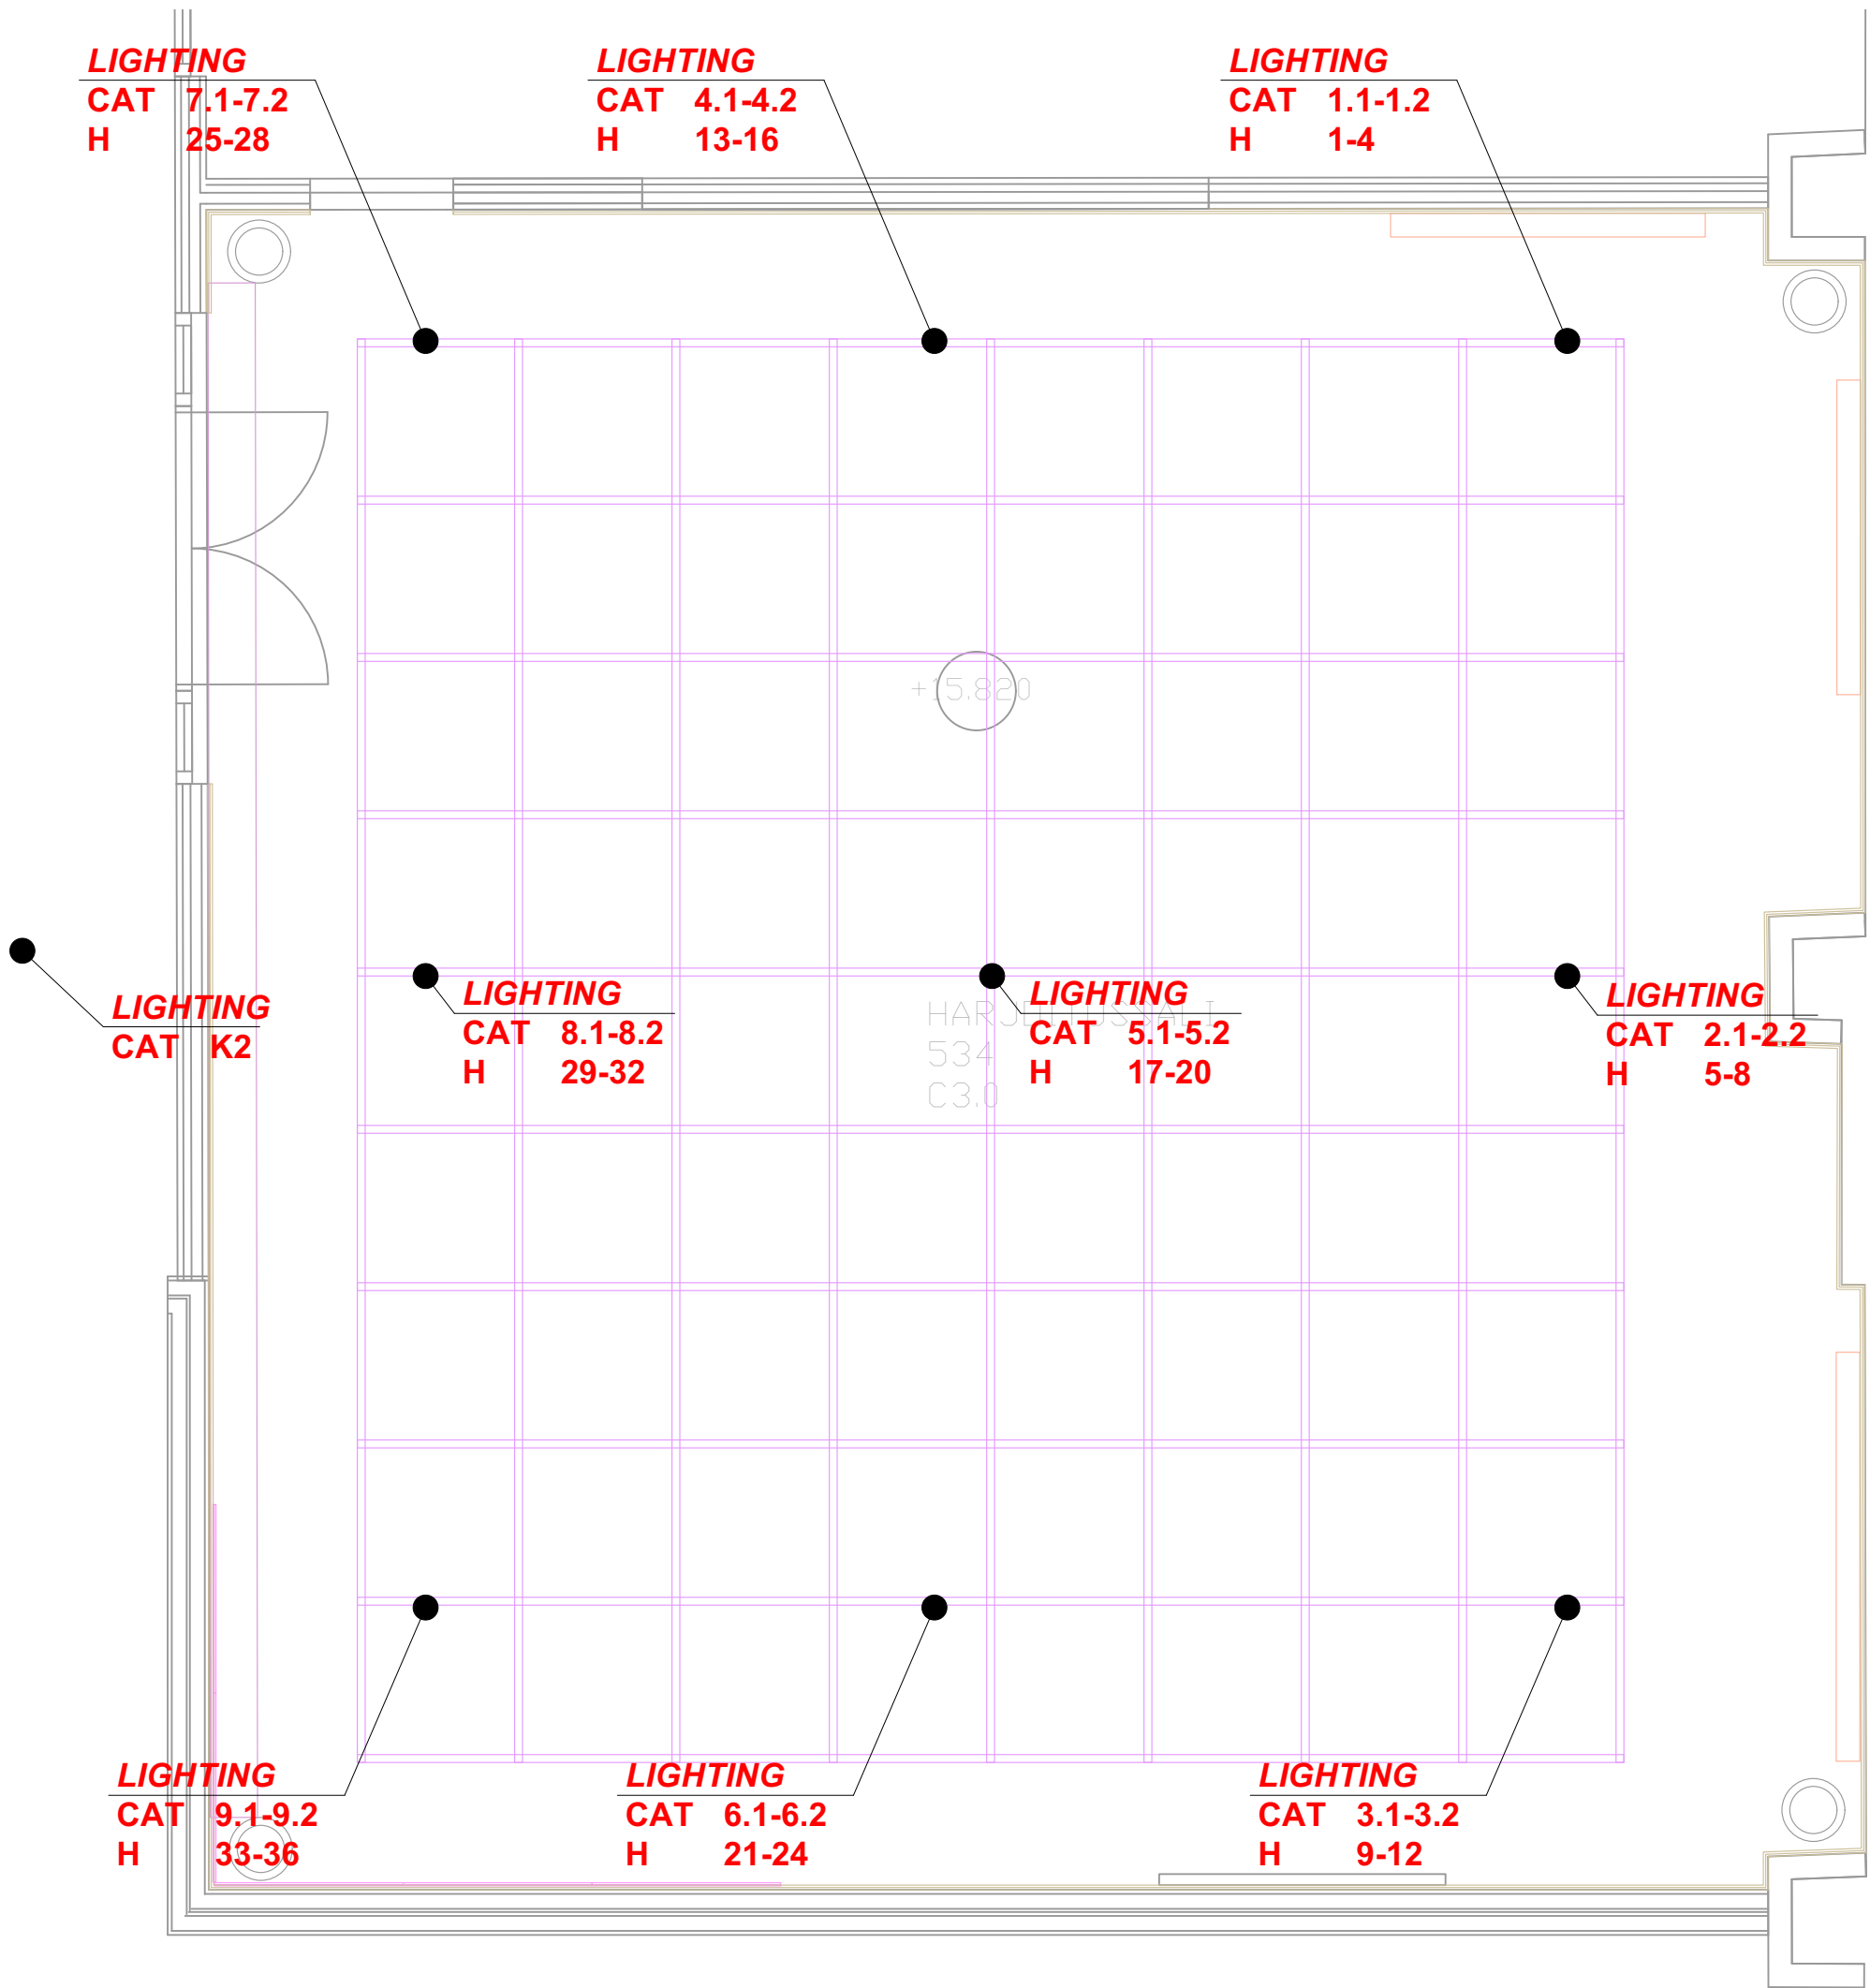 LIGHTING
CAT 7.1-7.2
H 25-28
LIGHTING
CAT 4.1-4.2
H 13-16
LIGHTING
CAT 1.1-1.2
H 1-4
+15.820
LIGHTING
CAT K2
LIGHTING
CAT 8.1-8.2
H 29-32
HARJOITUSSALI
534
C3.0
LIGHTING
CAT 5.1-5.2
H 17-20
LIGHTING
CAT 2.1-2.2
H 5-8
LIGHTING
CAT 9.1-9.2
H 33-36
LIGHTING
CAT 6.1-6.2
H 21-24
LIGHTING
CAT 3.1-3.2
H 9-12